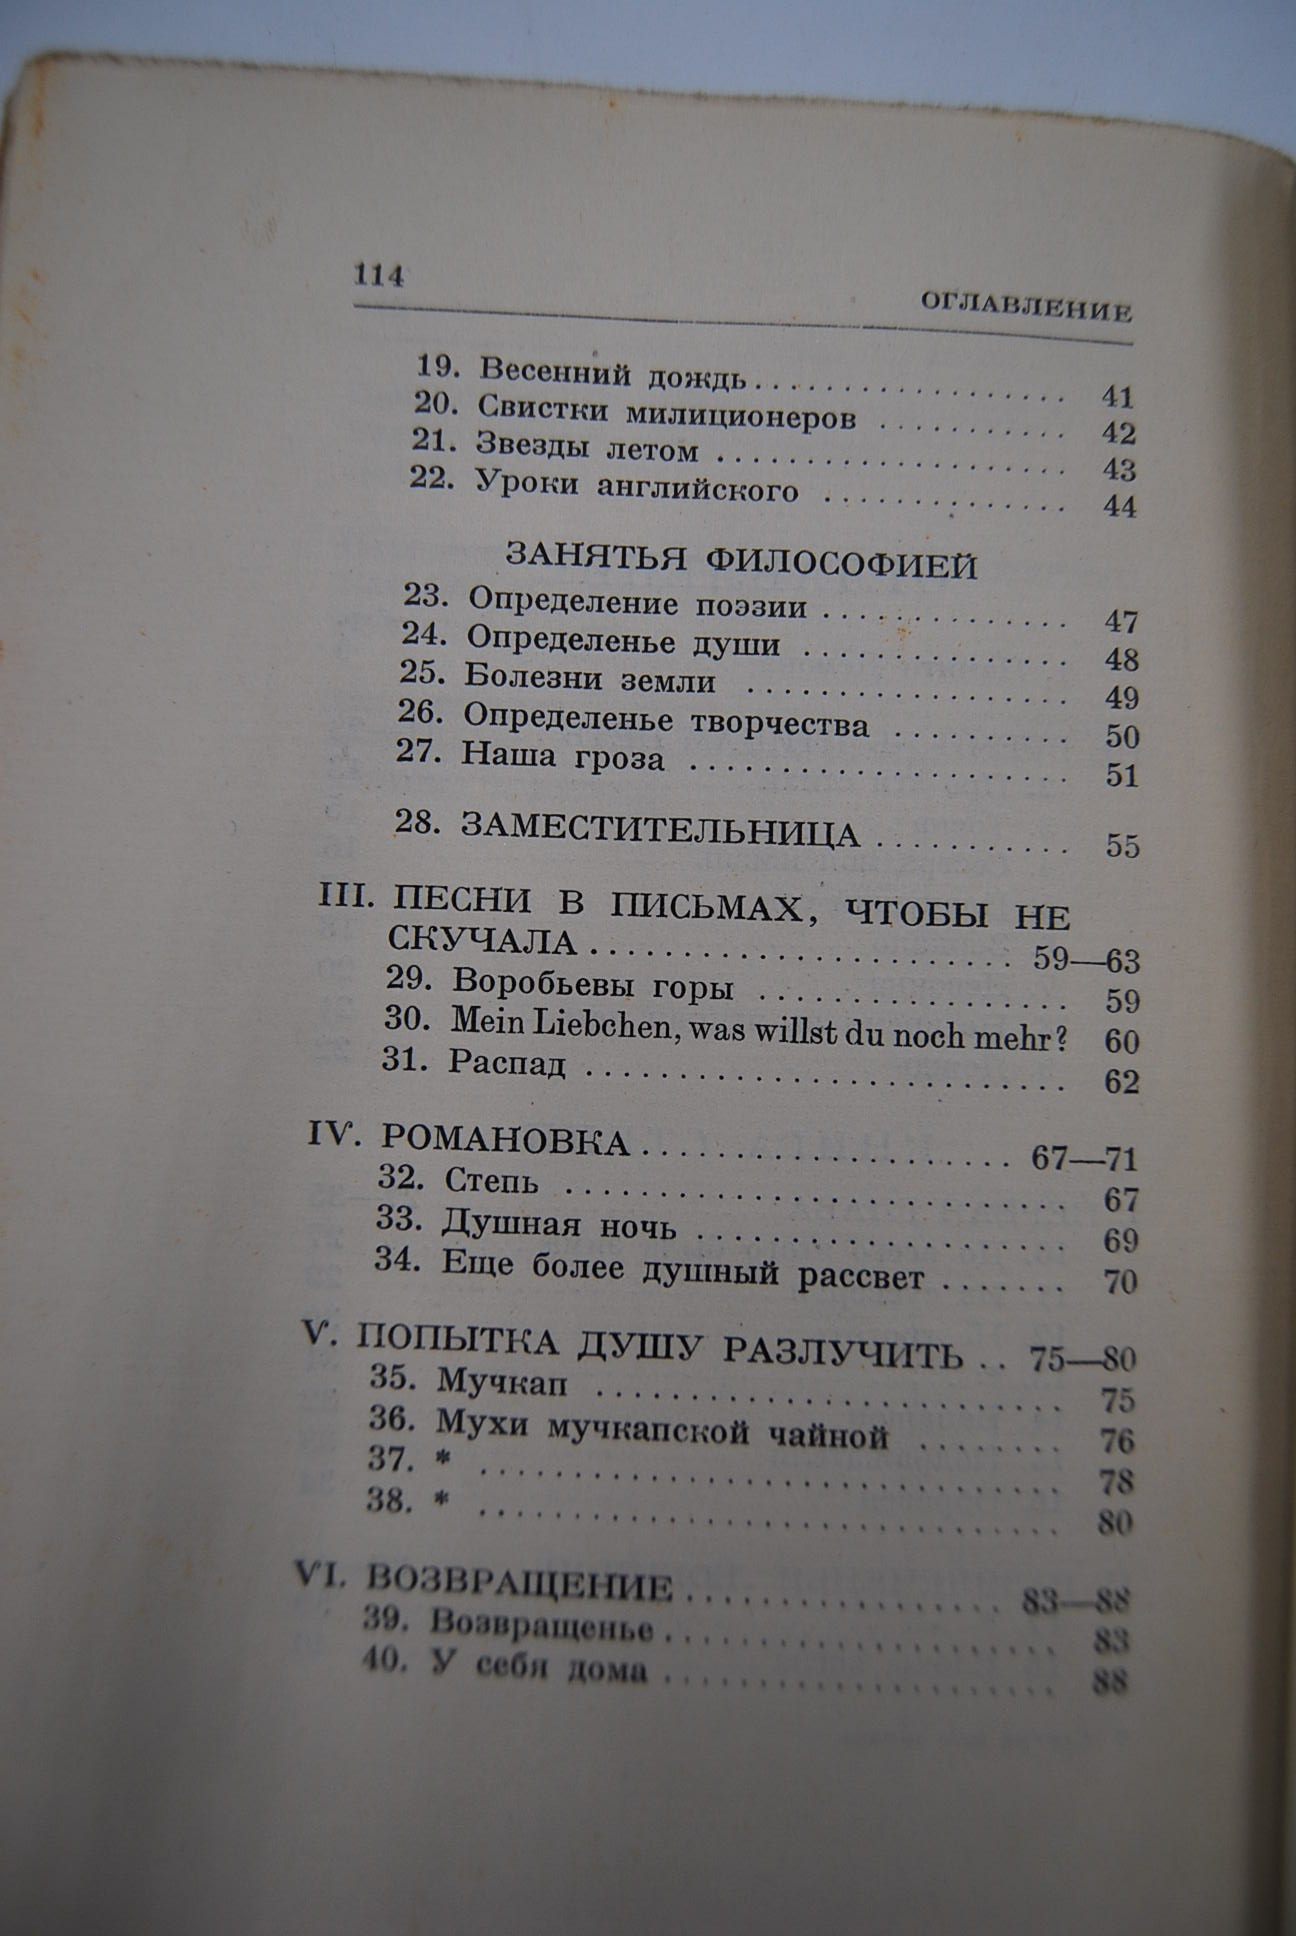 114 ОГЛАВЛЕНИЕ
19. Весенний дождь . . . . . . . . . . . . . . . . . 41
20. Свистки милиционеров . . . . . . . . . . . 42
21. Звезды летом . . . . . . . . . . . . . . . . . . . . 43
22. Уроки английского . . . . . . . . . . . . . . 44
ЗАНЯТЬЯ ФИЛОСОФИЕЙ
23. Определение поэзии . . . . . . . . . . . . . . 47
24. Определенье души . . . . . . . . . . . . . . . 48
25. Болезни земли . . . . . . . . . . . . . . . . . . 49
26. Определенье творчества . . . . . . . . . . 50
27. Наша гроза . . . . . . . . . . . . . . . . . . . . . 51
28. ЗАМЕСТИТЕЛЬНИЦА . . . . . . . . . . . 55
III. ПЕСНИ В ПИСЬМАХ, ЧТОБЫ НЕ
СКУЧАЛА . . . . . . . . . . . . . . . . . . . . . . . 59—63
29. Воробьевы горы . . . . . . . . . . . . . . . . . 59
30. Mein Liebchen, was willst du noch mehr? 60
31. Распад . . . . . . . . . . . . . . . . . . . . . . . . . . 62
IV. РОМАНОВКА . . . . . . . . . . . . . . . . . . . . 67—71
32. Степь . . . . . . . . . . . . . . . . . . . . . . . . . . . 67
33. Душная ночь . . . . . . . . . . . . . . . . . . . . 69
34. Еще более душный рассвет . . . . . . . 70
V. ПОПЫТКА ДУШУ РАЗЛУЧИТЬ . . 75—80
35. Мучкап . . . . . . . . . . . . . . . . . . . . . . . . . 75
36. Мухи мучкапской чайной . . . . . . . . 76
37. * . . . . . . . . . . . . . . . . . . . . . . . . . . . . . . . 78
38. * . . . . . . . . . . . . . . . . . . . . . . . . . . . . . . . 80
VI. ВОЗВРАЩЕНИЕ . . . . . . . . . . . . . . . . . 83—88
39. Возвращенье . . . . . . . . . . . . . . . . . . . . . 83
40. У себя дома . . . . . . . . . . . . . . . . . . . . . 88